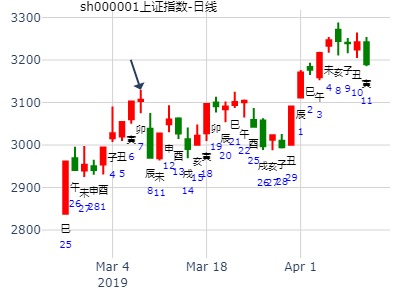 sh000001上证指数-日线
3300
3200
3100
3000
2900
2800
巳 午 未 申 酉 子 丑 寅 卯 辰 未 申 酉 戌 亥 寅 卯 辰 巳 午 酉 戌 亥 子 丑 辰 巳 午 未 亥 子 丑 寅
25 26 27 28 1 4 5 6 7 8 11 12 13 14 15 18 19 20 21 22 25 26 27 28 29 1 2 3 4 8 9 10 11
Mar 4
2019
Mar 18
Apr 1